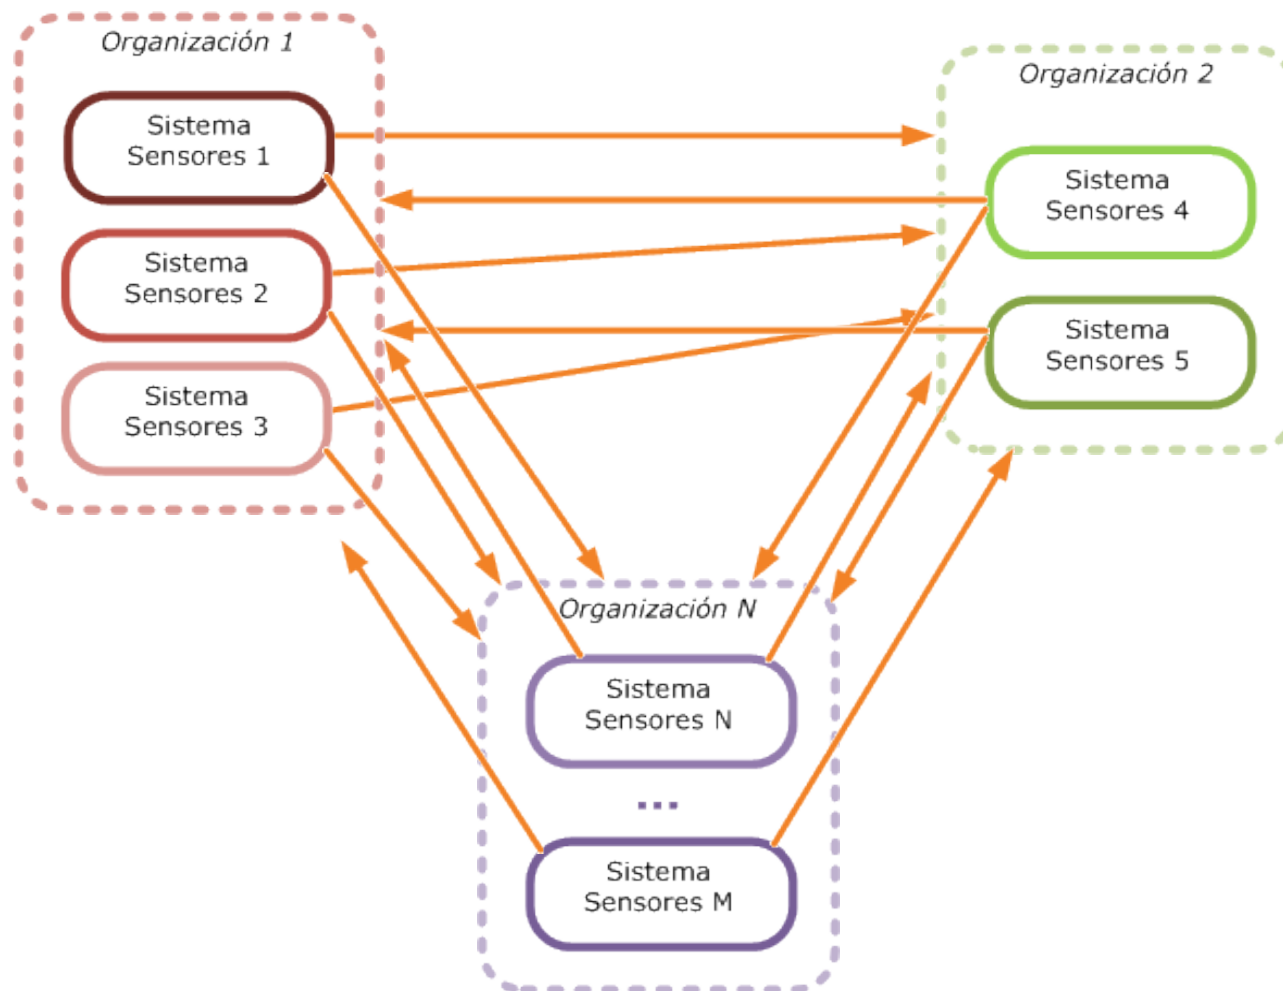 Organización 1
Sistema
Sensores 1
Sistema
Sensores 2
Sistema
Sensores 3
Organización 2
Sistema
Sensores 4
Sistema
Sensores 5
Organización N
Sistema
Sensores N
...
Sistema
Sensores M